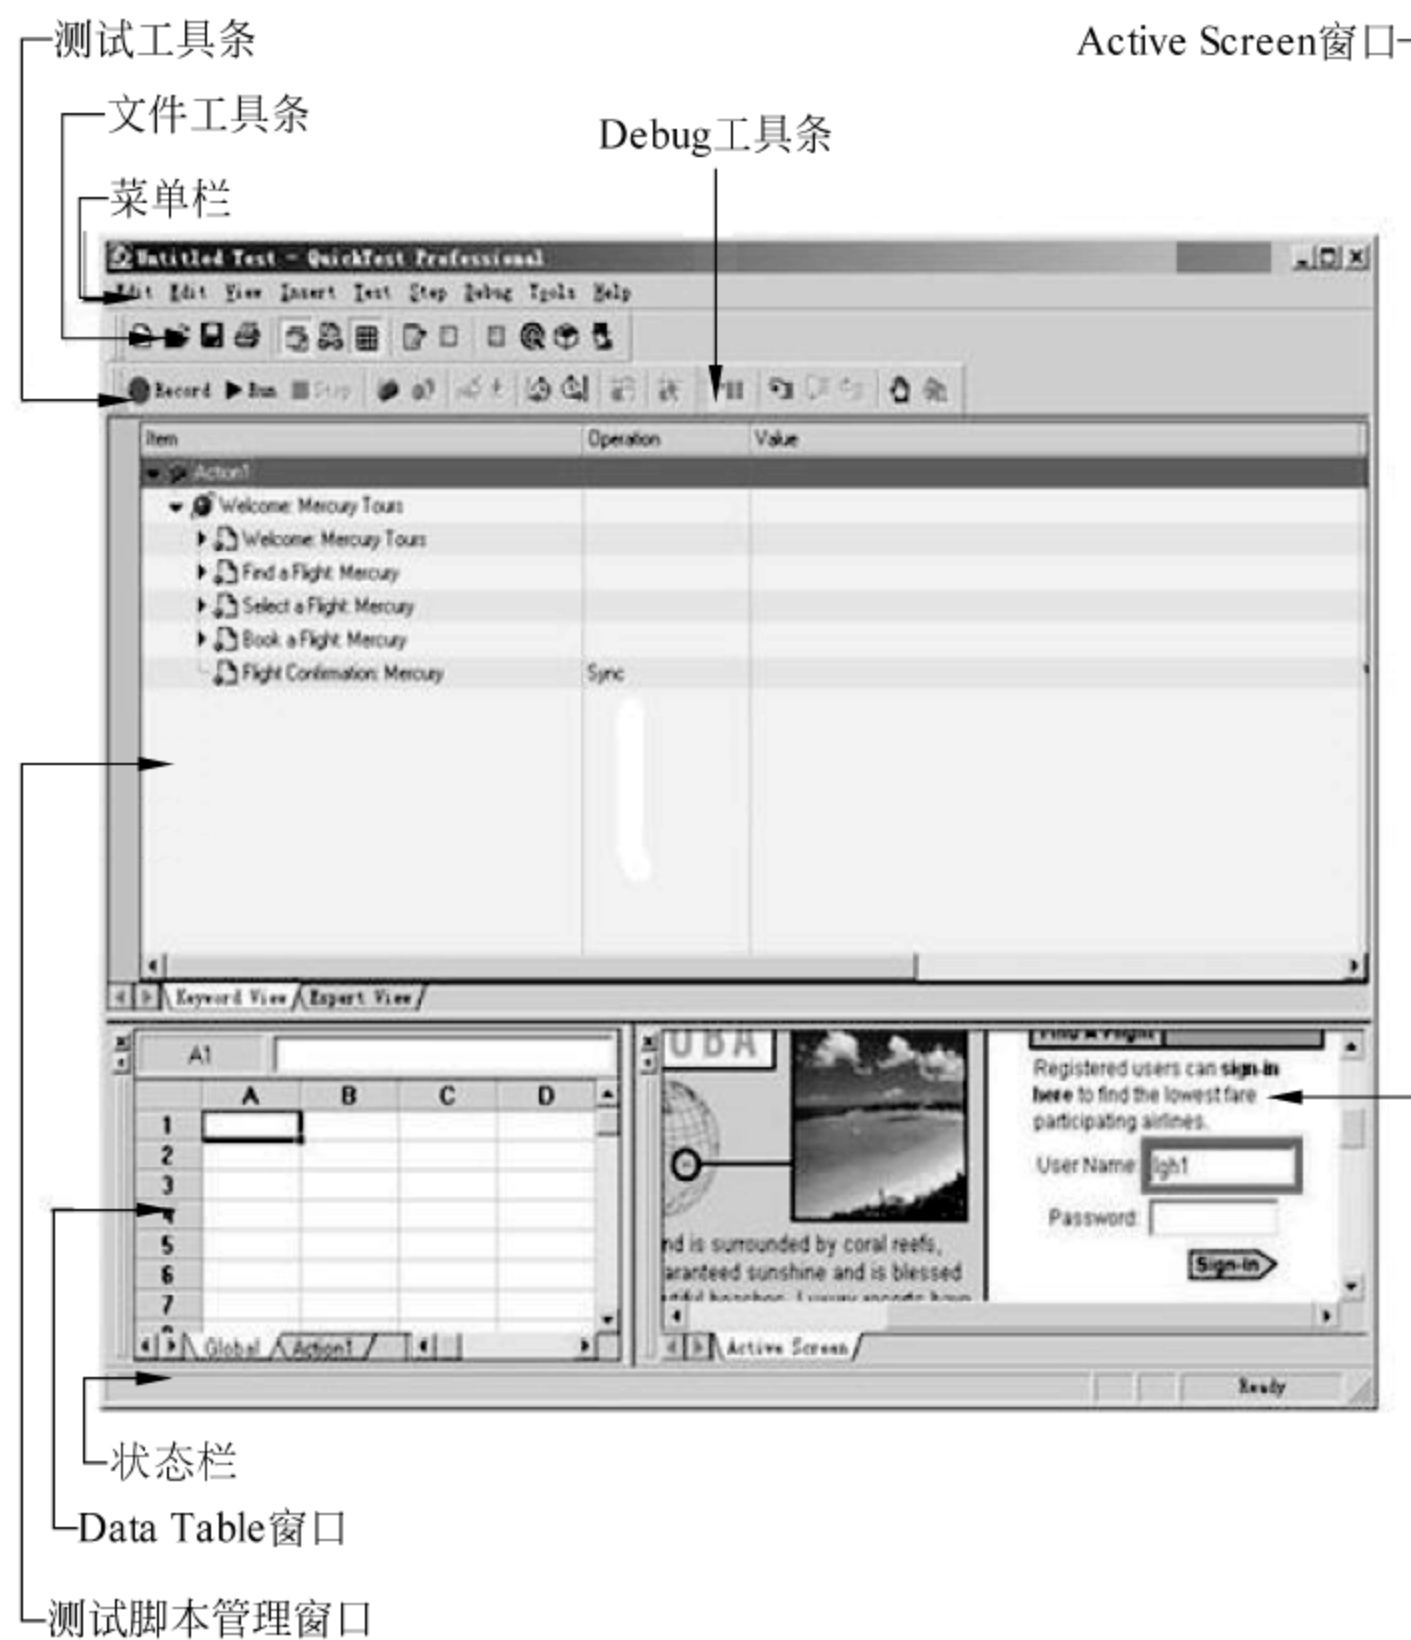 测试工具条
Active Screen窗口
文件工具条
Debug工具条
菜单栏
Untitled Test - QuickTest Professional
Edit View Insert Test Step Debug Tools Help
Record Run Stop
Item Operation Value
Action1
Welcome: Mercury Tours
Welcome: Mercury Tours
Find a Flight: Mercury
Select a Flight: Mercury
Book a Flight: Mercury
Flight Confirmation: Mercury Sync
Keyword View Expert View
A1
A B C D
1
2
3
4
5
6
7
Global Action1
UBA
nd is surrounded by coral reefs,
aranteed sunshine and is blessed
Find A Flight
Registered users can sign-in
here to find the lowest fare
participating airlines.
User Name: lgh1
Password:
Sign-in
Active Screen
Ready
状态栏
Data Table窗口
测试脚本管理窗口